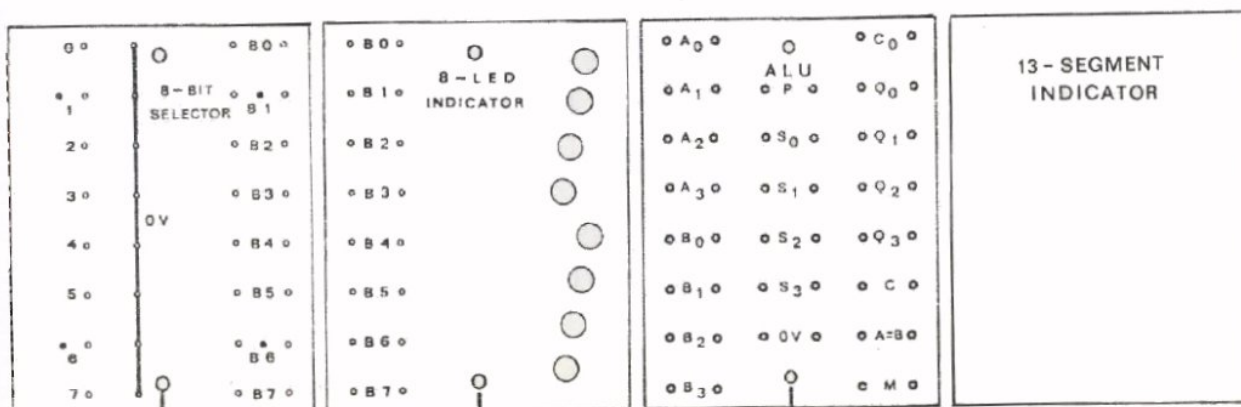 0
1
2
3
4
5
6
7
0V
8-BIT
SELECTOR
B0
B1
B2
B3
B4
B5
B6
B7
B0
B1
B2
B3
B4
B5
B6
B7
8-LED
INDICATOR
A0
A1
A2
A3
B0
B1
B2
B3
ALU
P
S0
S1
S2
S3
0V
C0
Q0
Q1
Q2
Q3
C
A=B
M
13-SEGMENT
INDICATOR